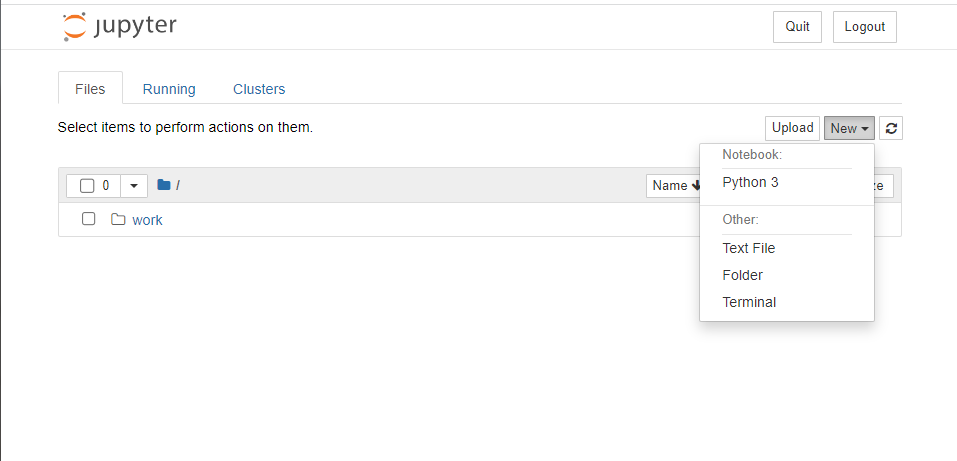 jupyter
Quit
Logout
Files
Running
Clusters
Select items to perform actions on them.
Upload
New
Notebook:
Python 3
Other:
Text File
Folder
Terminal
0
/
Name
work